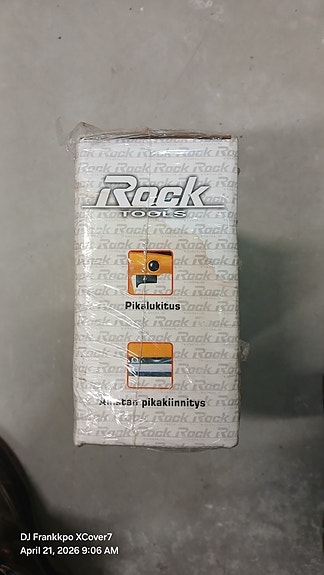 Rock
TOOLS
Pikalukitus
pikakiinnitys
DJ Frankkpo XCover7
April 21, 2026 9:06 AM